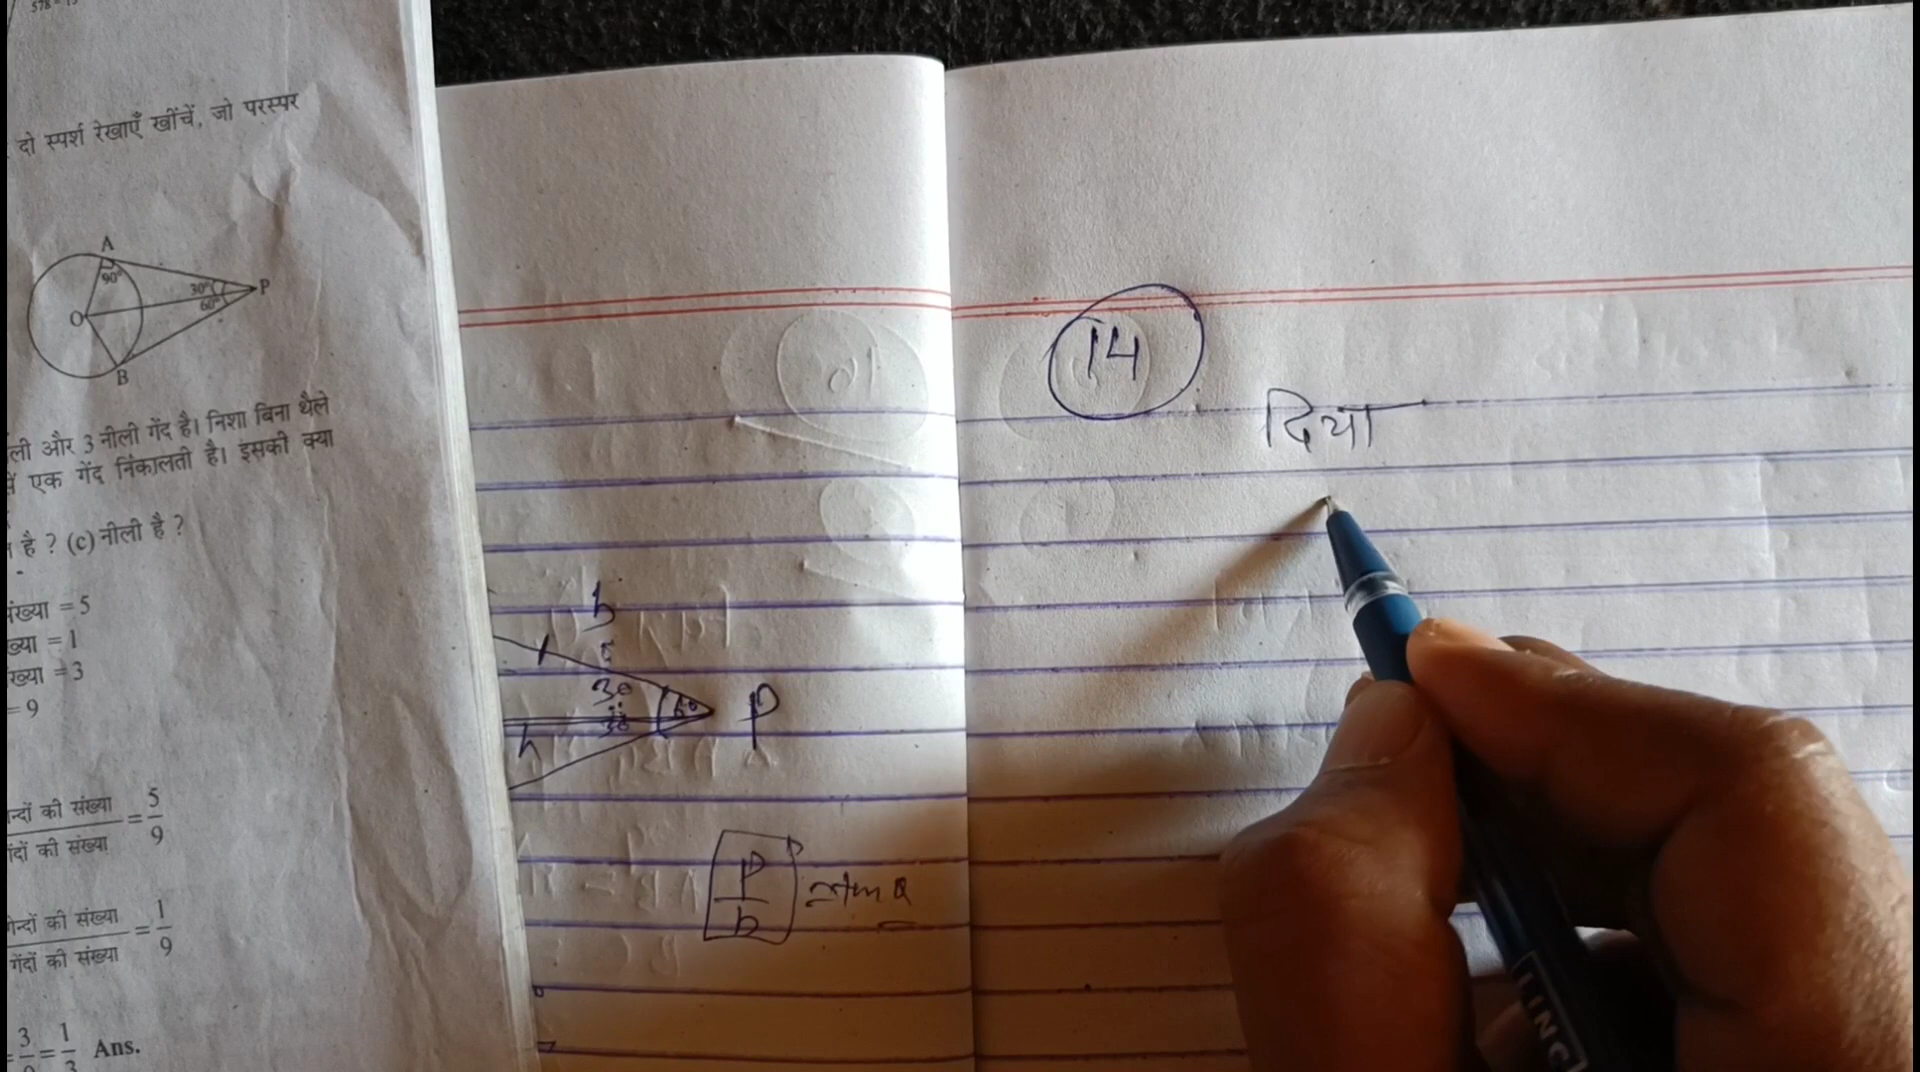 दो स्पर्श रेखाएँ खींचें, जो परस्पर
A
90°
30°
60°
P
O
B
ली और 3 नीली गेंद है। निशा बिना थैले
एक गेंद निकालती है। इसकी क्या
है ? (c) नीली है ?
संख्या = 5
ख्या = 1
ख्या = 3
= 9
न्दों की संख्या = 5
गेंदों की संख्या 9
गेन्दों की संख्या = 1
गेंदों की संख्या 9
= 3 = 1 Ans.
3
h
30
60
P
h
P
b
14
दिया